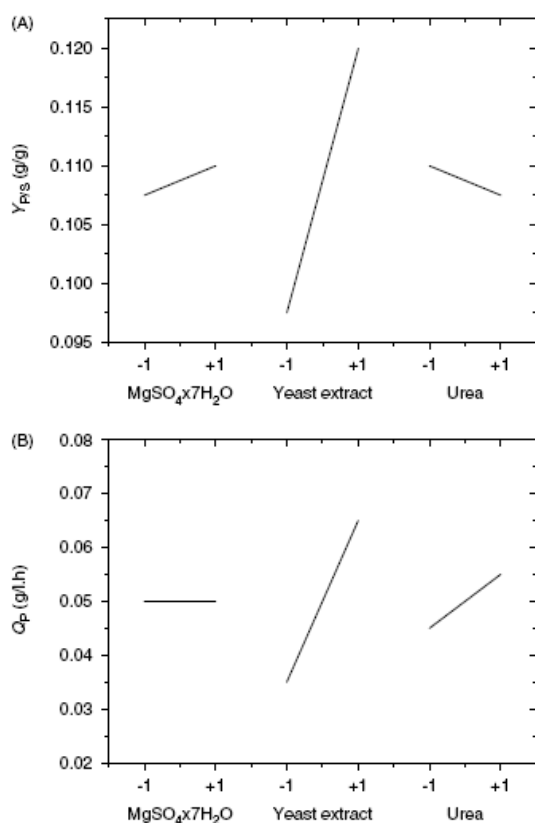 (A)
0.120
0.115
0.110
0.105
0.100
0.095
Y_P/S (g/g)
-1 +1 -1 +1 -1 +1
MgSO₄x7H₂O Yeast extract Urea
(B)
0.08
0.07
0.06
0.05
0.04
0.03
0.02
Q_P (g/l.h)
-1 +1 -1 +1 -1 +1
MgSO₄x7H₂O Yeast extract Urea